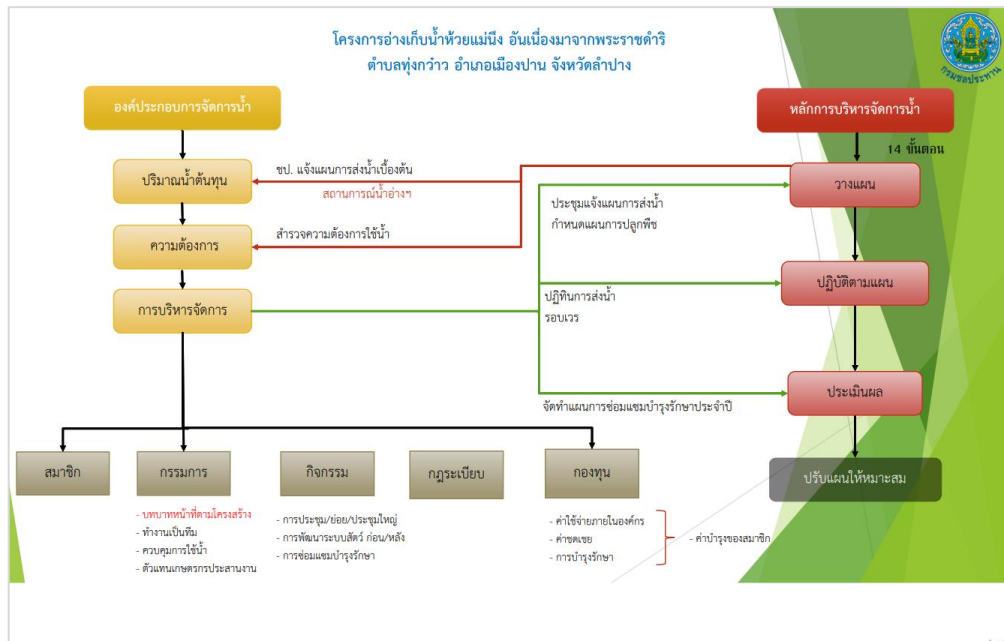 โครงการอ่างเก็บน้ำห้วยแม่นึง อันเนื่องมาจากพระราชดำริ
ตำบลทุ่งกว๋าว อำเภอเมืองปาน จังหวัดลำปาง
กรมชลประทาน
องค์ประกอบการจัดการน้ำ
หลักการบริหารจัดการน้ำ
14 ขั้นตอน
ปริมาณน้ำต้นทุน
ชป. แจ้งแผนการส่งน้ำเบื้องต้น
สถานการณ์น้ำอ่างฯ
วางแผน
ประชุมแจ้งแผนการส่งน้ำ
กำหนดแผนการปลูกพืช
ความต้องการ
สำรวจความต้องการใช้น้ำ
การบริหารจัดการ
ปฏิทินการส่งน้ำ
รอบเวร
ปฏิบัติตามแผน
จัดทำแผนการซ่อมแซมบำรุงรักษาประจำปี
ประเมินผล
สมาชิก
กรรมการ
กิจกรรม
กฎระเบียบ
กองทุน
ปรับแผนให้หมาะสม
- บทบาทหน้าที่ตามโครงสร้าง
- ทำงานเป็นทีม
- ควบคุมการใช้น้ำ
- ตัวแทนเกษตรกรประสานงาน
- การประชุม/ย่อย/ประชุมใหญ่
- การพัฒนาระบบสัตว์ ก่อน/หลัง
- การซ่อมแซมบำรุงรักษา
- ค่าใช้จ่ายภายในองค์กร
- ค่าชดเชย
- การบำรุงรักษา
- ค่าบำรุงของสมาชิก